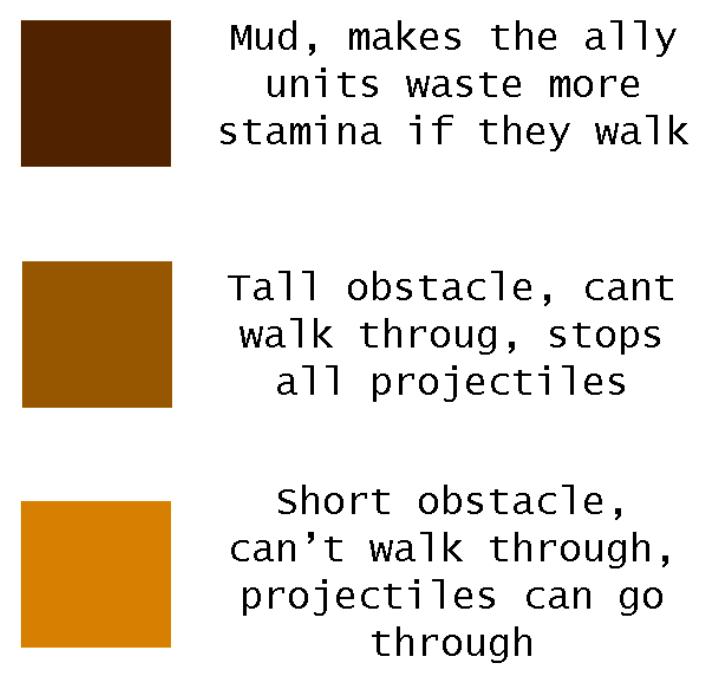 Mud, makes the ally
units waste more
stamina if they walk
Tall obstacle, cant
walk throug, stops
all projectiles
Short obstacle,
can’t walk through,
projectiles can go
through